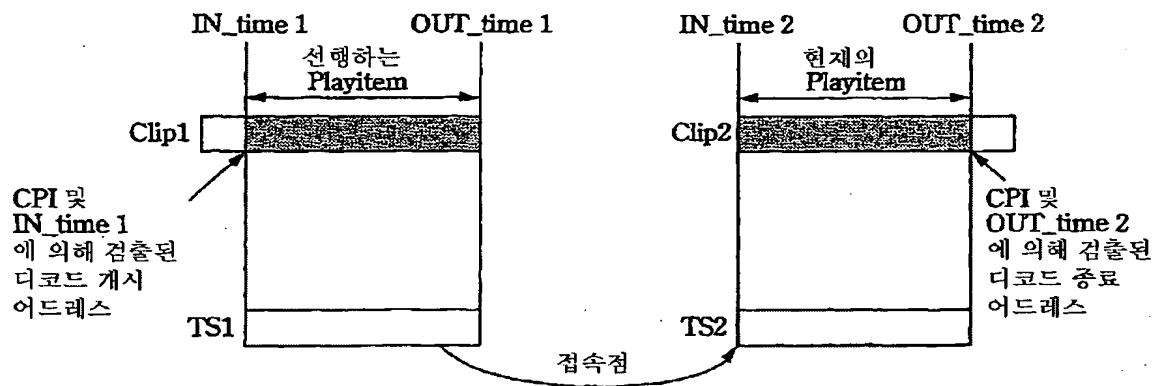 IN_time 1
OUT_time 1
IN_time 2
OUT_time 2
선행하는
Playitem
현재의
Playitem
Clip1
Clip2
CPI 및
IN_time 1
에 의해 검출된
디코드 개시
어드레스
CPI 및
OUT_time 2
에 의해 검출된
디코드 종료
어드레스
TS1
TS2
접속점